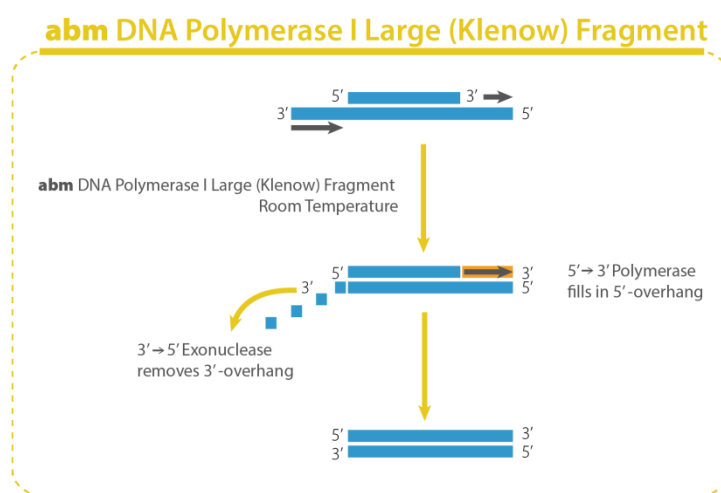 abm DNA Polymerase I Large (Klenow) Fragment
5’ 3’
3’ 5’
abm DNA Polymerase I Large (Klenow) Fragment
Room Temperature
5’ 3’
3’ 5’
5’→ 3’ Polymerase
fills in 5’-overhang
3’→ 5’ Exonuclease
removes 3’-overhang
5’ 3’
3’ 5’